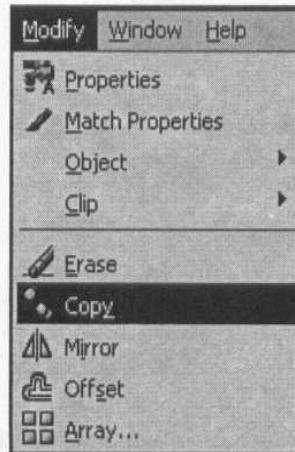 Modify Window Help
Properties
Match Properties
Object
Clip
Erase
Copy
Mirror
Offset
Array...